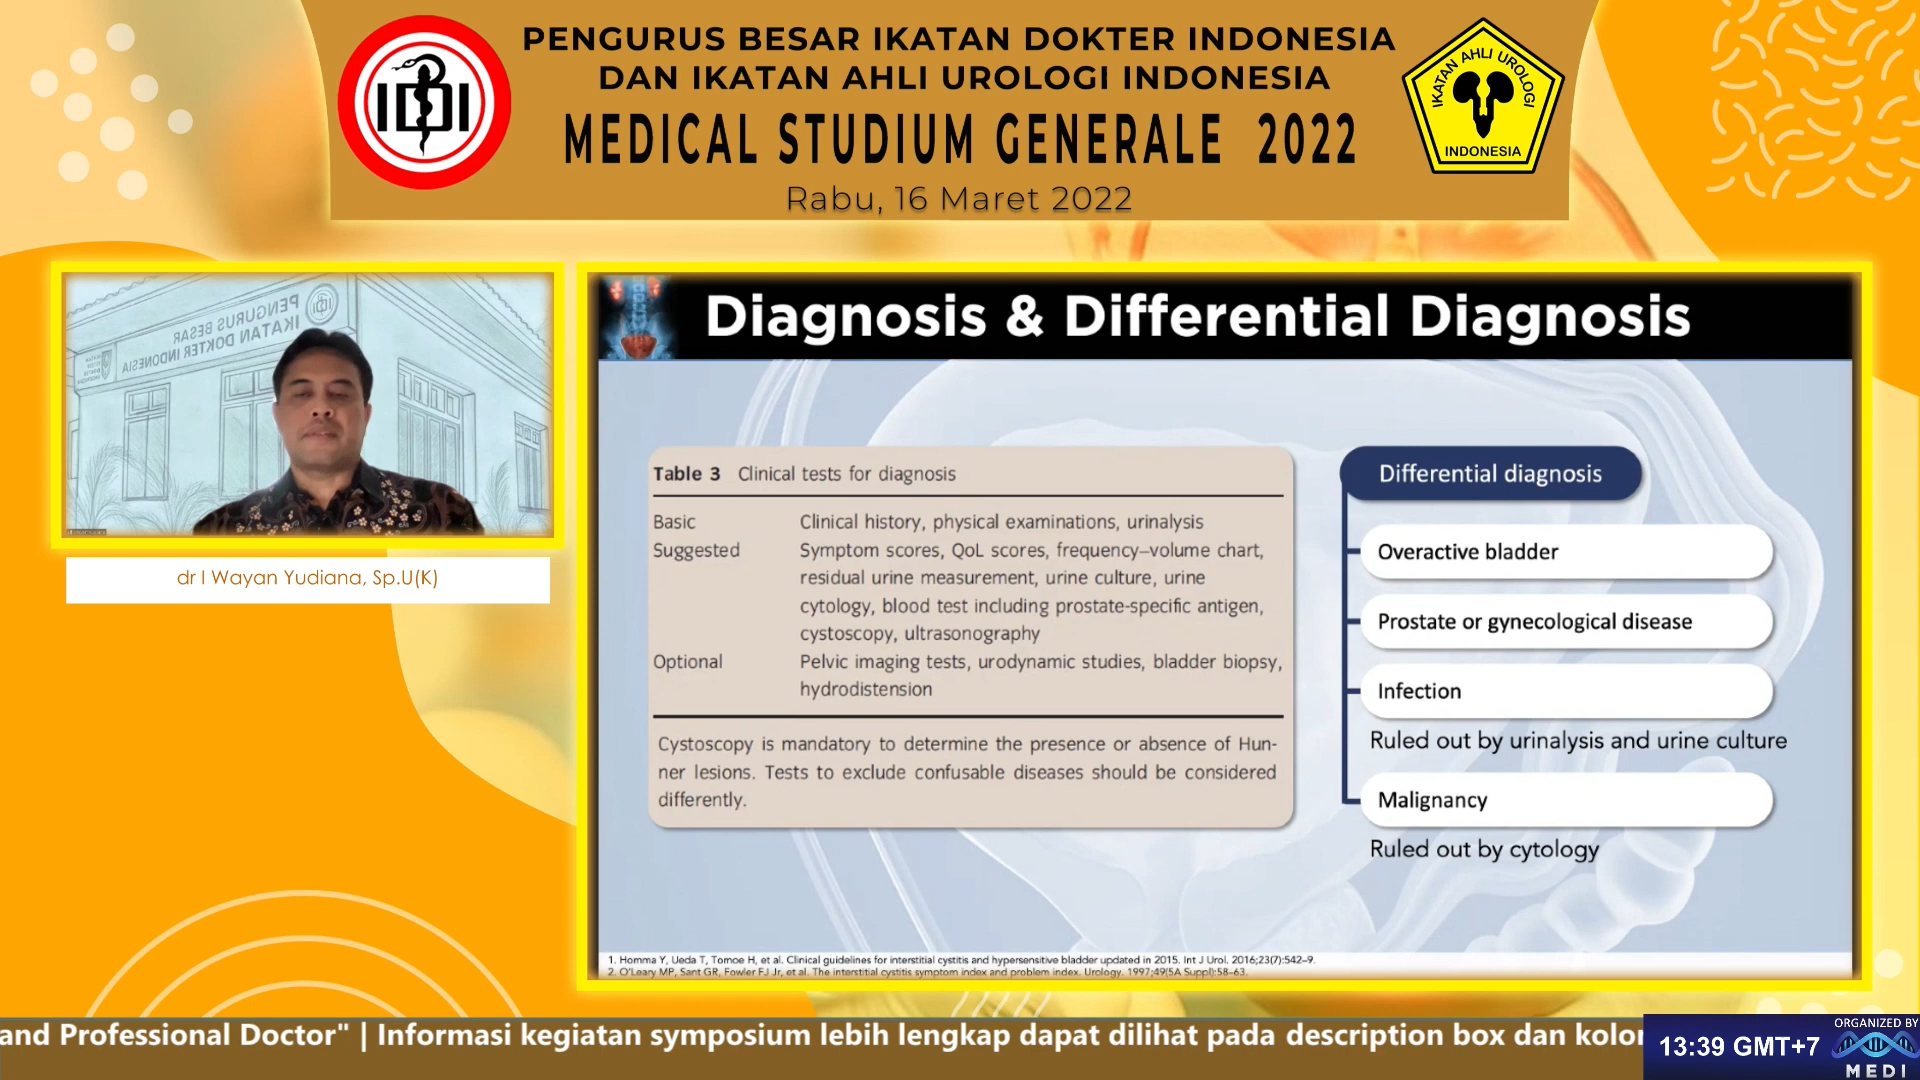 PENGURUS BESAR IKATAN DOKTER INDONESIA
DAN IKATAN AHLI UROLOGI INDONESIA
MEDICAL STUDIUM GENERALE 2022
Rabu, 16 Maret 2022
IDI
IKATAN AHLI UROLOGI
INDONESIA
PENGURUS BESAR
IKATAN DOKTER INDONESIA
dr I Wayan Yudiana, Sp.U(K)
Diagnosis & Differential Diagnosis
Table 3 Clinical tests for diagnosis
Basic Clinical history, physical examinations, urinalysis
Suggested Symptom scores, QoL scores, frequency–volume chart,
residual urine measurement, urine culture, urine
cytology, blood test including prostate-specific antigen,
cystoscopy, ultrasonography
Optional Pelvic imaging tests, urodynamic studies, bladder biopsy,
hydrodistension
Cystoscopy is mandatory to determine the presence or absence of Hun-
ner lesions. Tests to exclude confusable diseases should be considered
differently.
Differential diagnosis
Overactive bladder
Prostate or gynecological disease
Infection
Ruled out by urinalysis and urine culture
Malignancy
Ruled out by cytology
1. Homma Y, Ueda T, Tomoe H, et al. Clinical guidelines for interstitial cystitis and hypersensitive bladder updated in 2015. Int J Urol. 2016;23(7):542–9.
2. O'Leary MP, Sant GR, Fowler FJ Jr, et al. The interstitial cystitis symptom index and problem index. Urology. 1997;49(5A Suppl):58–63.
and Professional Doctor" | Informasi kegiatan symposium lebih lengkap dapat dilihat pada description box dan kolo
13:39 GMT+7
ORGANIZED BY
MEDI